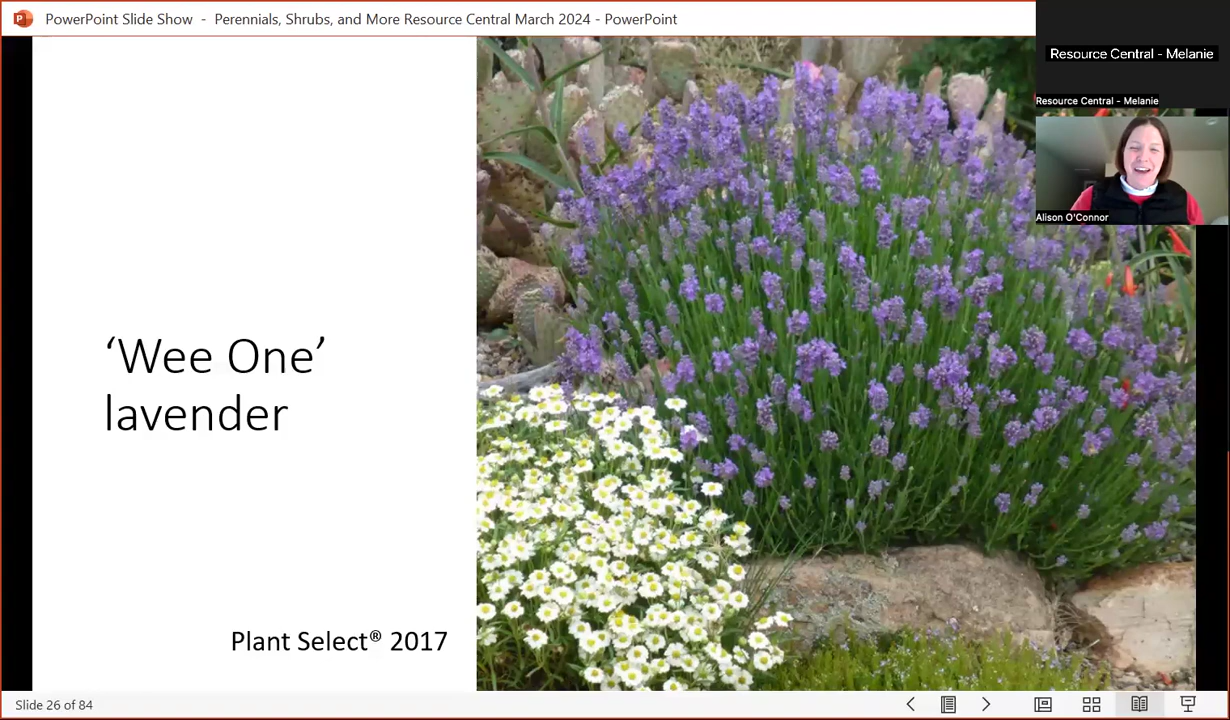 PowerPoint Slide Show - Perennials, Shrubs, and More Resource Central March 2024 - PowerPoint
Resource Central - Melanie
Resource Central - Melanie
Alison O'Connor
‘Wee One’
lavender
Plant Select® 2017
Slide 26 of 84